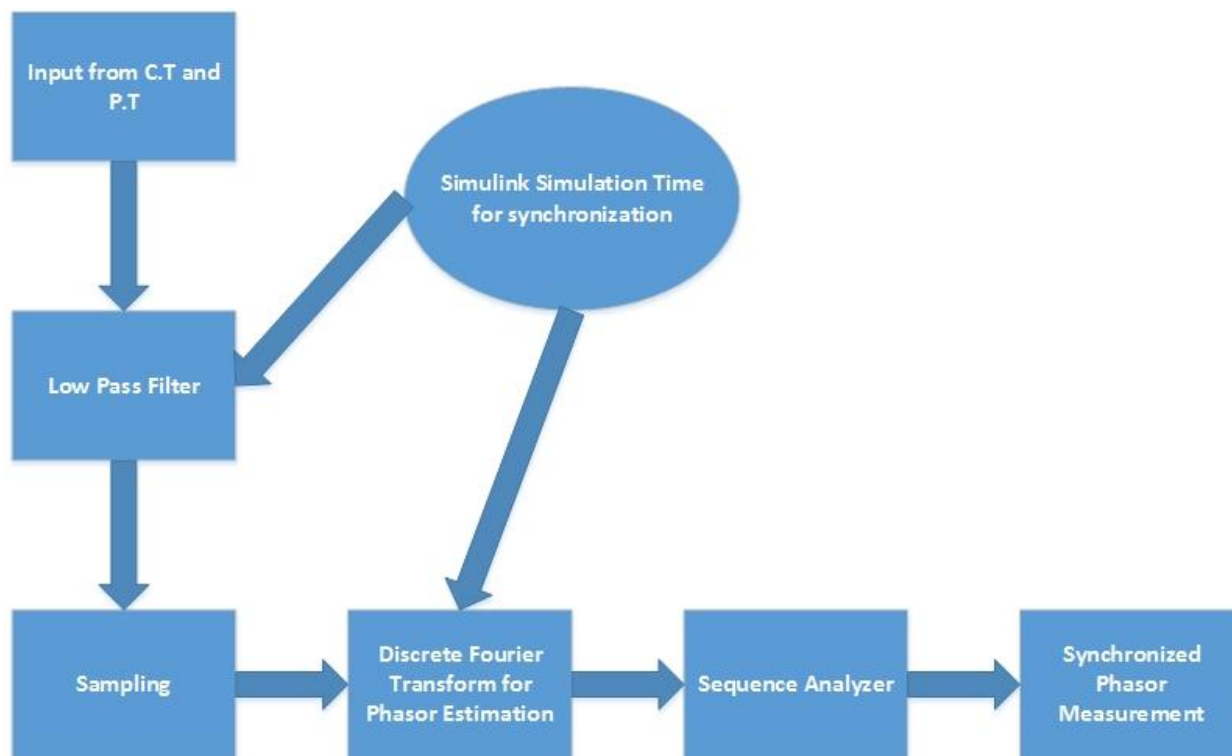 Input from C.T and
P.T
Simulink Simulation Time
for synchronization
Low Pass Filter
Sampling
Discrete Fourier
Transform for
Phasor Estimation
Sequence Analyzer
Synchronized
Phasor
Measurement